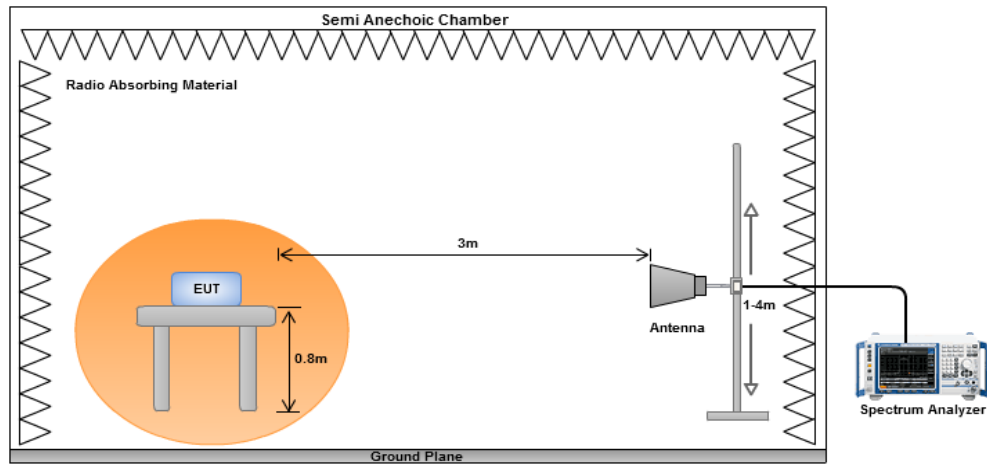 Semi Anechoic Chamber
Radio Absorbing Material
3m
EUT
Antenna
1-4m
0.8m
Spectrum Analyzer
Ground Plane